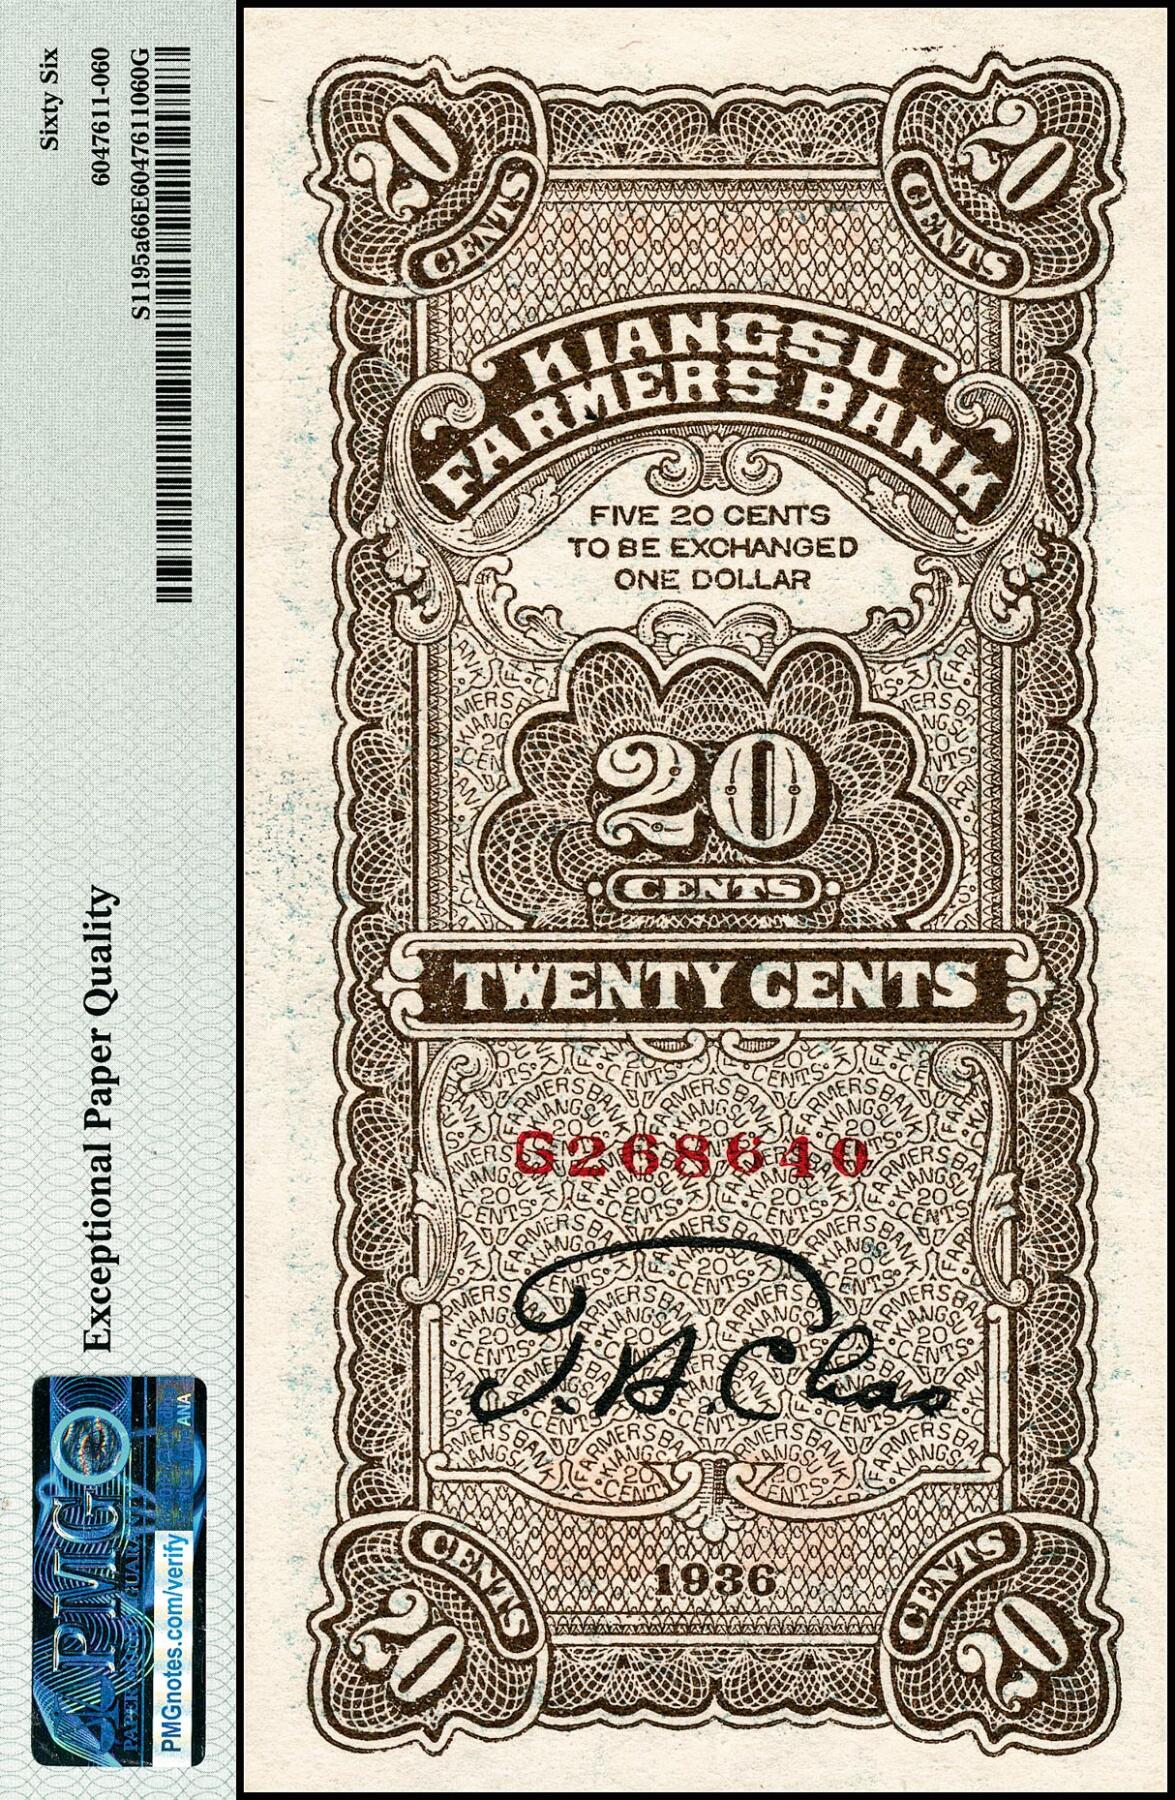 Sixty Six
6047611-060
S1195a66E6047611060G
Exceptional Paper Quality
PMG
PMGnotes.com/verify
ANA
20
CENTS
20
CENTS
KIANGSU
FARMERS BANK
FIVE 20 CENTS
TO BE EXCHANGED
ONE DOLLAR
20
CENTS
TWENTY CENTS
G268640
T. H. Chao
1936
CENTS
20
CENTS
20